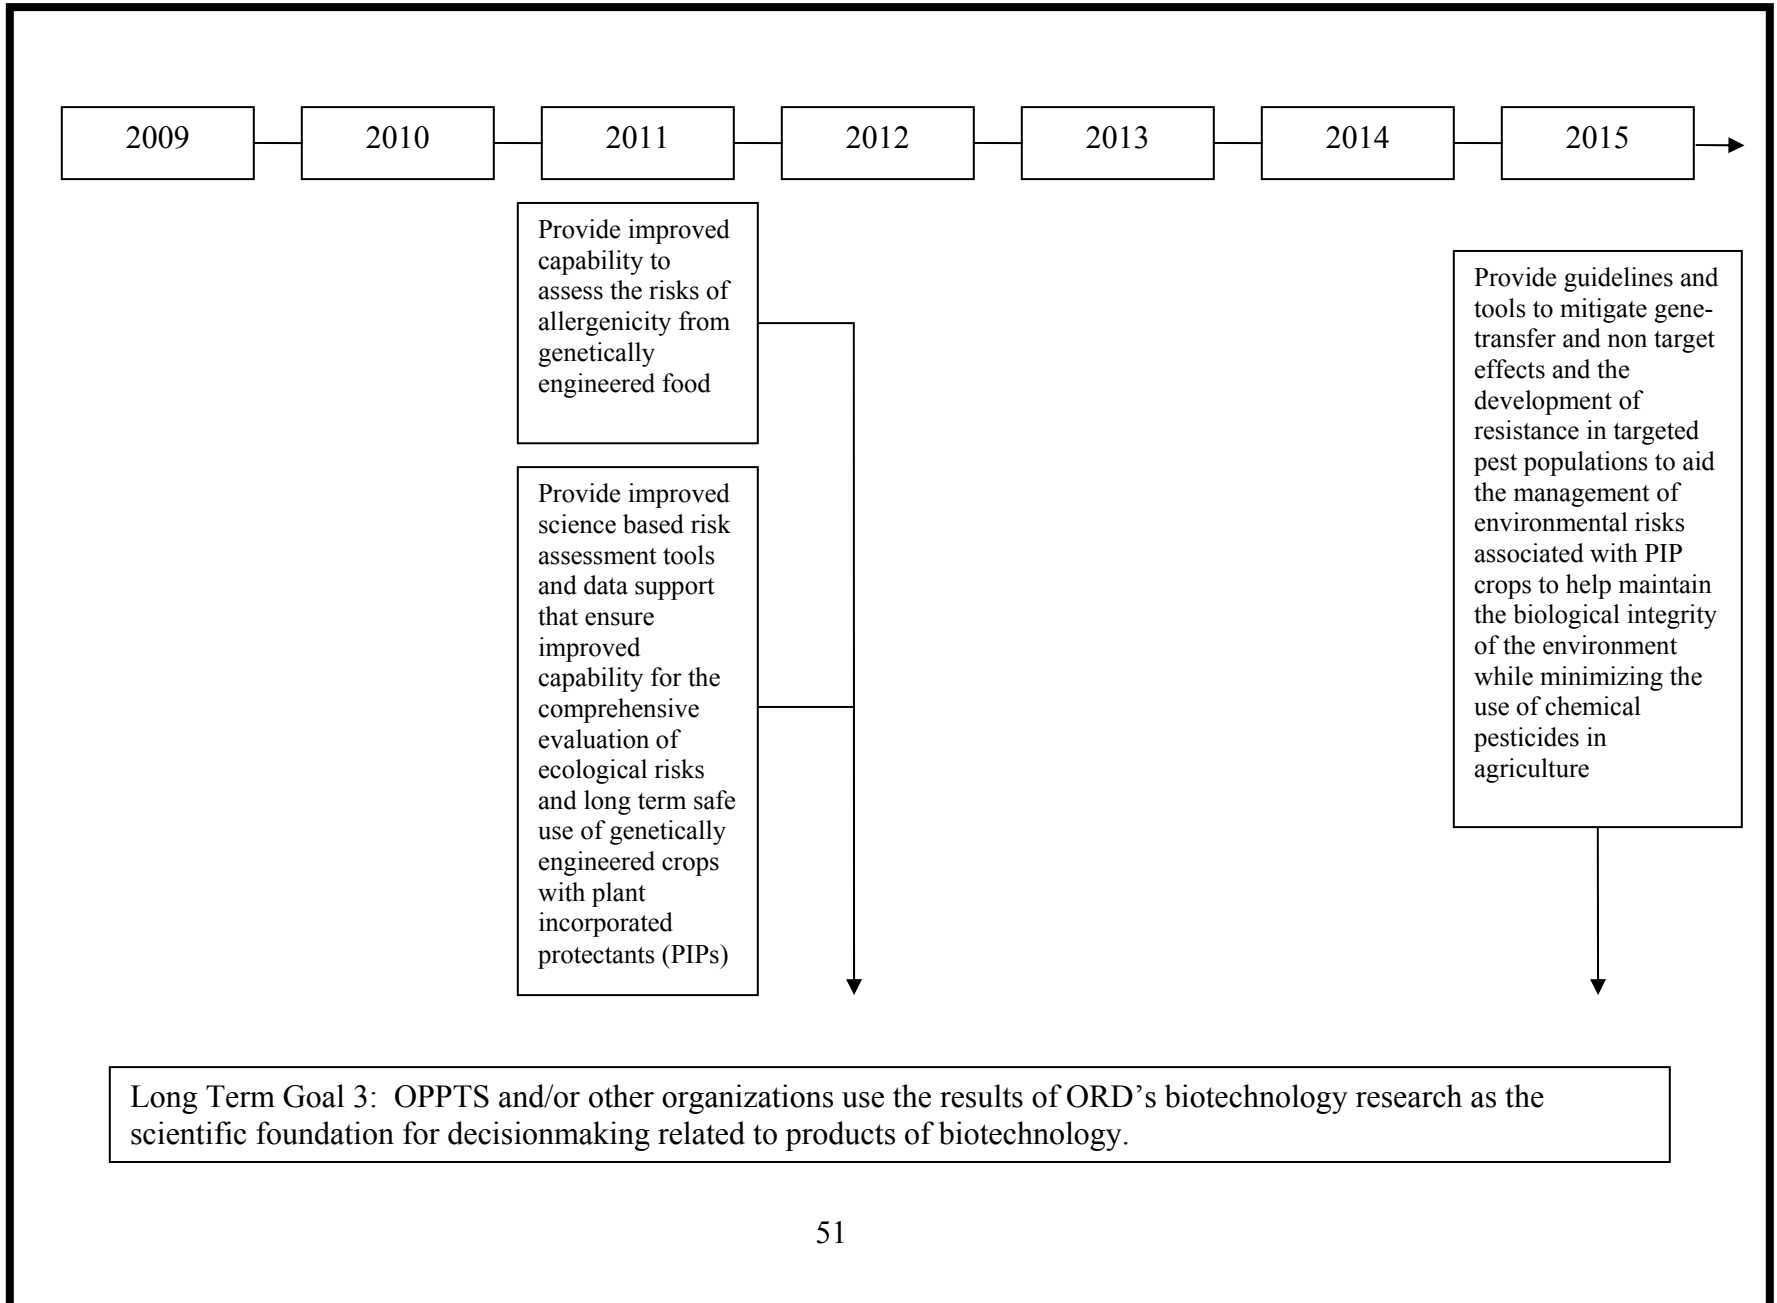 2009
2010
2011
2012
2013
2014
2015
Provide improved
capability to
assess the risks of
allergenicity from
genetically
engineered food
Provide improved
science based risk
assessment tools
and data support
that ensure
improved
capability for the
comprehensive
evaluation of
ecological risks
and long term safe
use of genetically
engineered crops
with plant
incorporated
protectants (PIPs)
Provide guidelines and
tools to mitigate gene-
transfer and non target
effects and the
development of
resistance in targeted
pest populations to aid
the management of
environmental risks
associated with PIP
crops to help maintain
the biological integrity
of the environment
while minimizing the
use of chemical
pesticides in
agriculture
Long Term Goal 3:  OPPTS and/or other organizations use the results of ORD’s biotechnology research as the
scientific foundation for decisionmaking related to products of biotechnology.
51